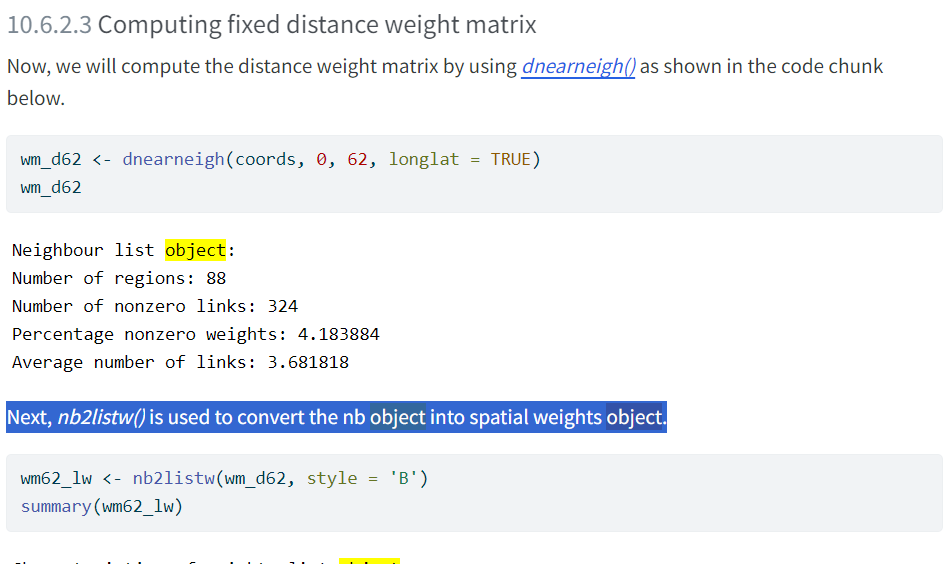 10.6.2.3 Computing fixed distance weight matrix
Now, we will compute the distance weight matrix by using dnearneigh() as shown in the code chunk
below.
wm_d62 <- dnearneigh(coords, 0, 62, longlat = TRUE)
wm_d62
Neighbour list object:
Number of regions: 88
Number of nonzero links: 324
Percentage nonzero weights: 4.183884
Average number of links: 3.681818
Next, nb2listw() is used to convert the nb object into spatial weights object.
wm62_lw <- nb2listw(wm_d62, style = 'B')
summary(wm62_lw)